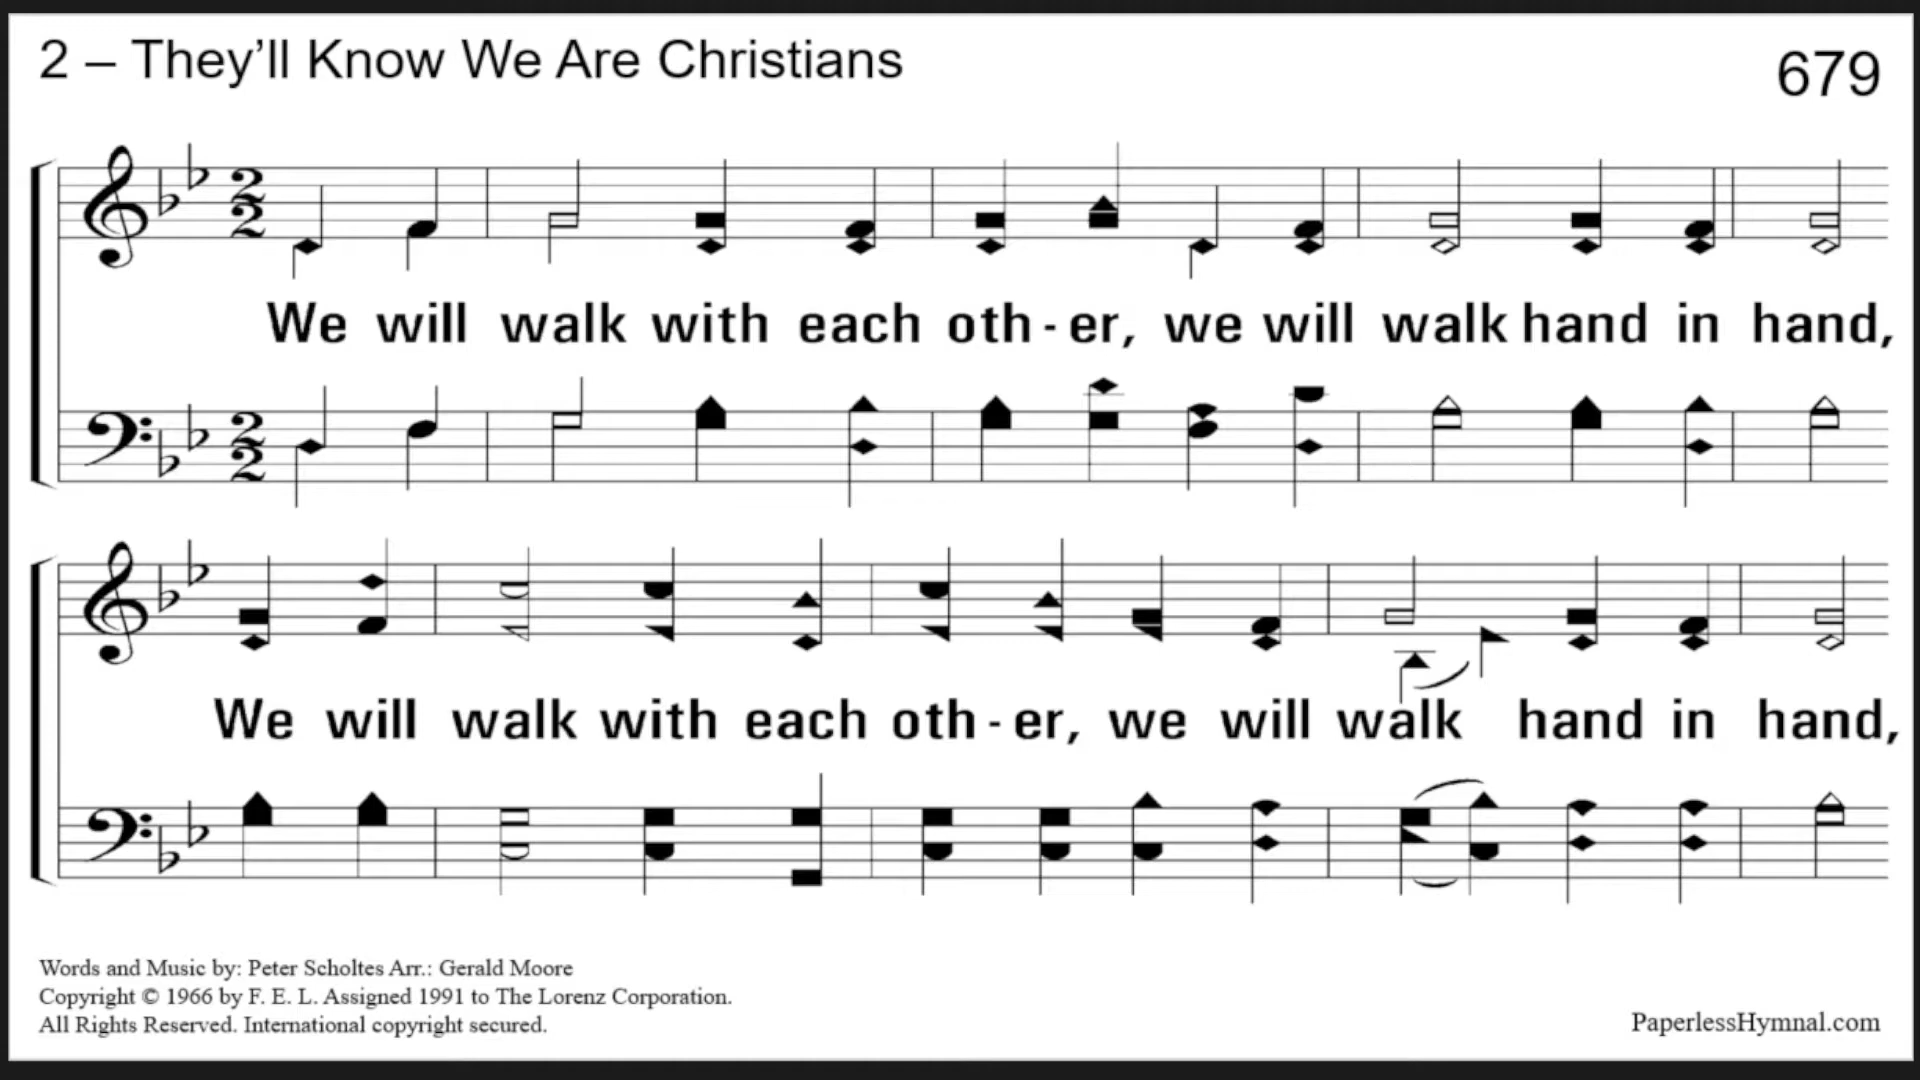 2 – They’ll Know We Are Christians
679
We will walk with each oth - er, we will walk hand in hand,
We will walk with each oth - er, we will walk hand in hand,
Words and Music by: Peter Scholtes Arr.: Gerald Moore
Copyright © 1966 by F. E. L. Assigned 1991 to The Lorenz Corporation.
All Rights Reserved. International copyright secured.
PaperlessHymnal.com